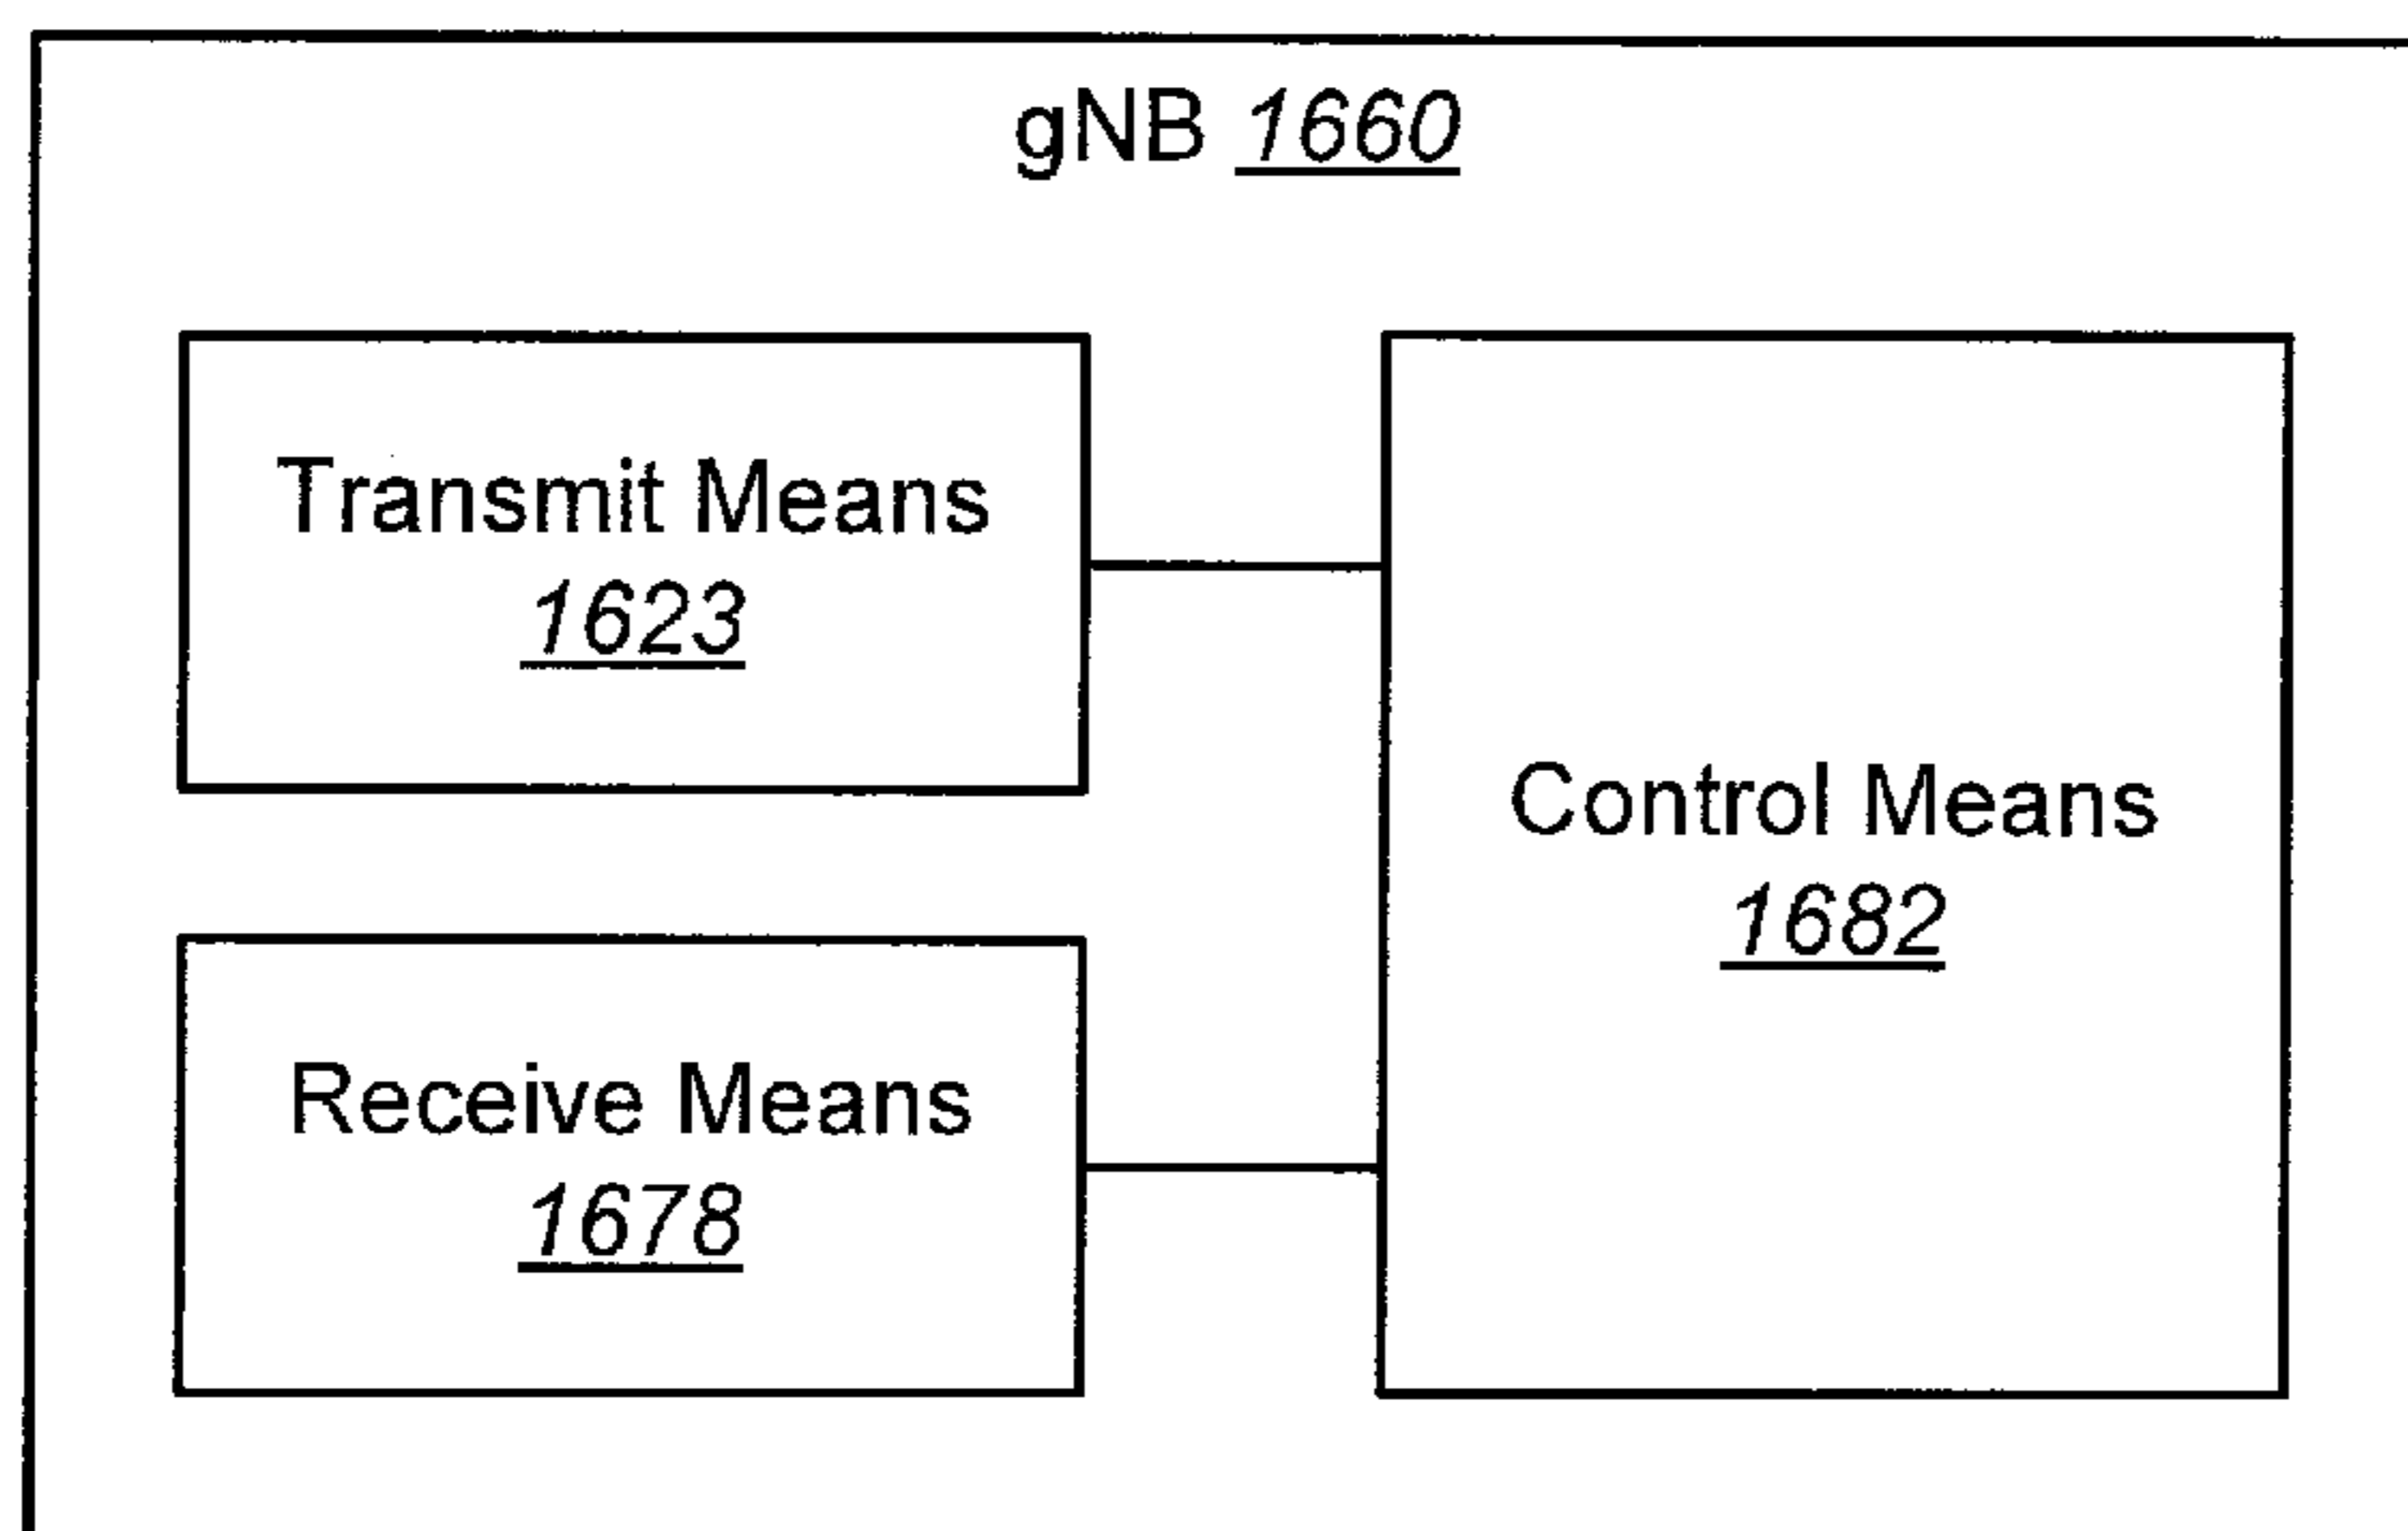 gNB 1660
Transmit Means
1623
Control Means
1682
Receive Means
1678